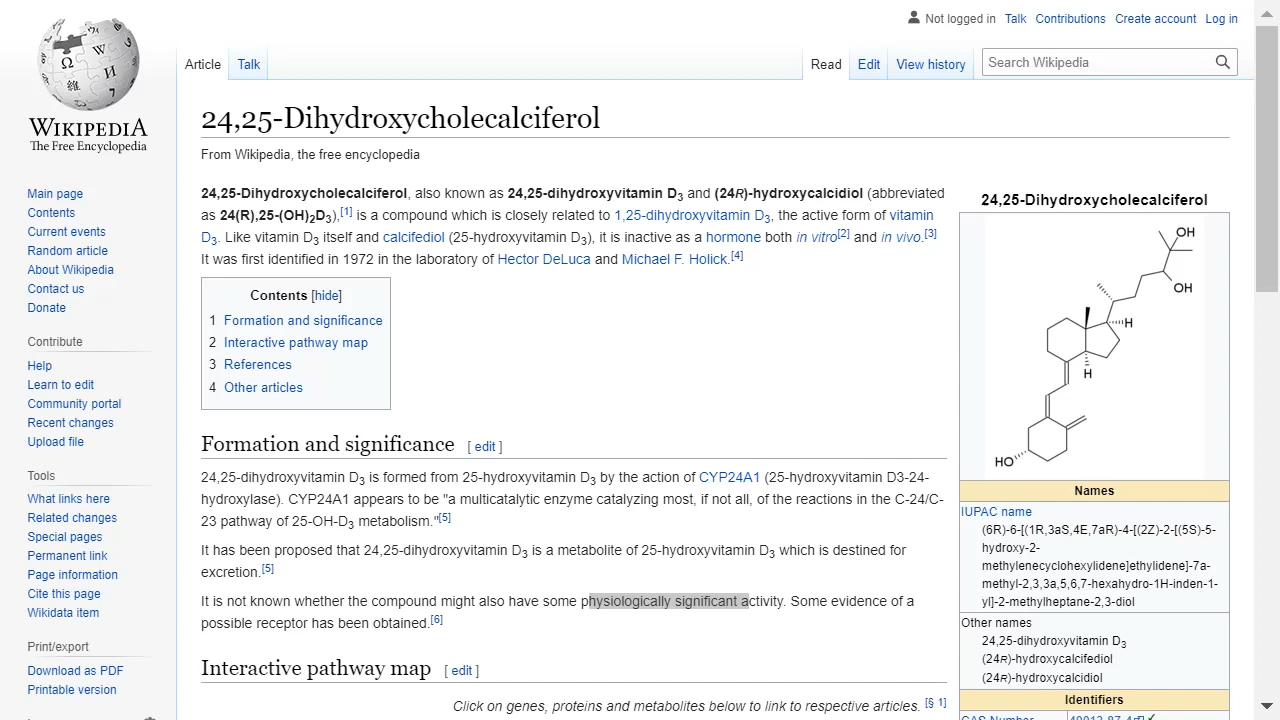 Not logged in Talk Contributions Create account Log in
Article Talk Read Edit View history Search Wikipedia
WIKIPEDIA
The Free Encyclopedia
Main page
Contents
Current events
Random article
About Wikipedia
Contact us
Donate
Contribute
Help
Learn to edit
Community portal
Recent changes
Upload file
Tools
What links here
Related changes
Special pages
Permanent link
Page information
Cite this page
Wikidata item
Print/export
Download as PDF
Printable version
24,25-Dihydroxycholecalciferol
From Wikipedia, the free encyclopedia
24,25-Dihydroxycholecalciferol, also known as 24,25-dihydroxyvitamin D3 and (24R)-hydroxycalcidiol (abbreviated
as 24(R),25-(OH)2D3),[1] is a compound which is closely related to 1,25-dihydroxyvitamin D3, the active form of vitamin
D3. Like vitamin D3 itself and calcifediol (25-hydroxyvitamin D3), it is inactive as a hormone both in vitro[2] and in vivo.[3]
It was first identified in 1972 in the laboratory of Hector DeLuca and Michael F. Holick.[4]
Contents [hide]
1 Formation and significance
2 Interactive pathway map
3 References
4 Other articles
Formation and significance [ edit ]
24,25-dihydroxyvitamin D3 is formed from 25-hydroxyvitamin D3 by the action of CYP24A1 (25-hydroxyvitamin D3-24-
hydroxylase). CYP24A1 appears to be "a multicatalytic enzyme catalyzing most, if not all, of the reactions in the C-24/C-
23 pathway of 25-OH-D3 metabolism."[5]
It has been proposed that 24,25-dihydroxyvitamin D3 is a metabolite of 25-hydroxyvitamin D3 which is destined for
excretion.[5]
It is not known whether the compound might also have some physiologically significant activity. Some evidence of a
possible receptor has been obtained.[6]
Interactive pathway map [ edit ]
Click on genes, proteins and metabolites below to link to respective articles. [§ 1]
24,25-Dihydroxycholecalciferol
OH
OH
H
H
HO
Names
IUPAC name
(6R)-6-[(1R,3aS,4E,7aR)-4-[(2Z)-2-[(5S)-5-
hydroxy-2-
methylenecyclohexylidene]ethylidene]-7a-
methyl-2,3,3a,5,6,7-hexahydro-1H-inden-1-
yl]-2-methylheptane-2,3-diol
Other names
24,25-dihydroxyvitamin D3
(24R)-hydroxycalcifediol
(24R)-hydroxycalcidiol
Identifiers
CAS Number